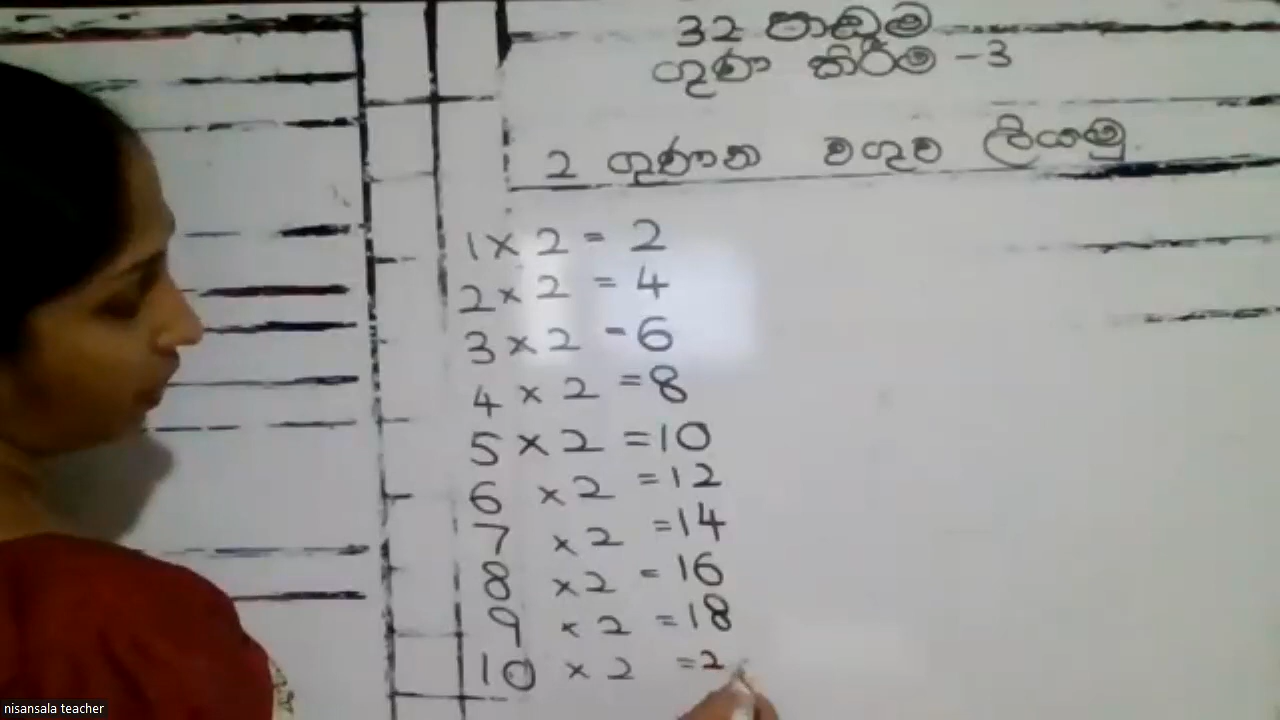 32 පාඩම
ගුණ කිරීම -3
2 ගුණන වගුව ලියමු.
1 x 2 = 2
2 x 2 = 4
3 x 2 - 6
4 x 2 = 8
5 x 2 = 10
6 x 2 = 12
7 x 2 = 14
8 x 2 = 16
9 x 2 = 18
10 x 2 = 2
nisansala teacher